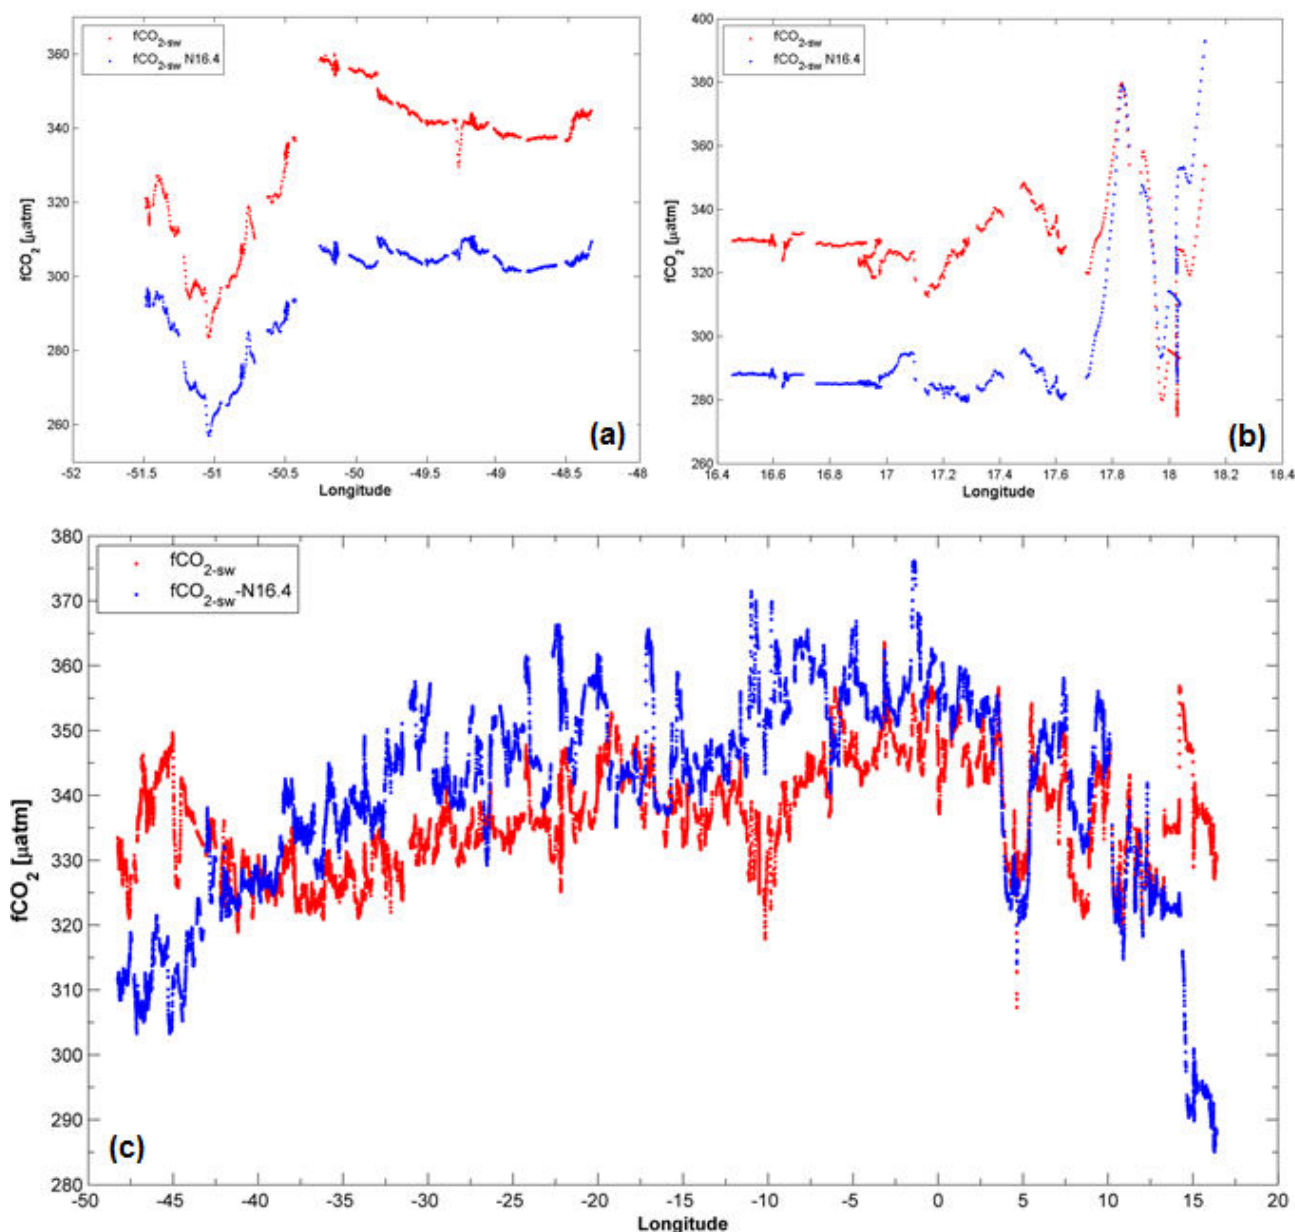 fCO2-sw
fCO2-sw N16.4
360
340
320
300
280
260
240
fCO2 [µatm]
-52 -51.5 -51 -50.5 -50 -49.5 -49 -48.5 -48
Longitude
(a)
fCO2-sw
fCO2-sw N16.4
400
380
360
340
320
300
280
260
fCO2 [µatm]
16.4 16.6 16.8 17 17.2 17.4 17.6 17.8 18 18.2 18.4
Longitude
(b)
fCO2-sw
fCO2-sw-N16.4
380
370
360
350
340
330
320
310
300
290
280
fCO2 [µatm]
-50 -45 -40 -35 -30 -25 -20 -15 -10 -5 0 5 10 15 20
Longitude
(c)